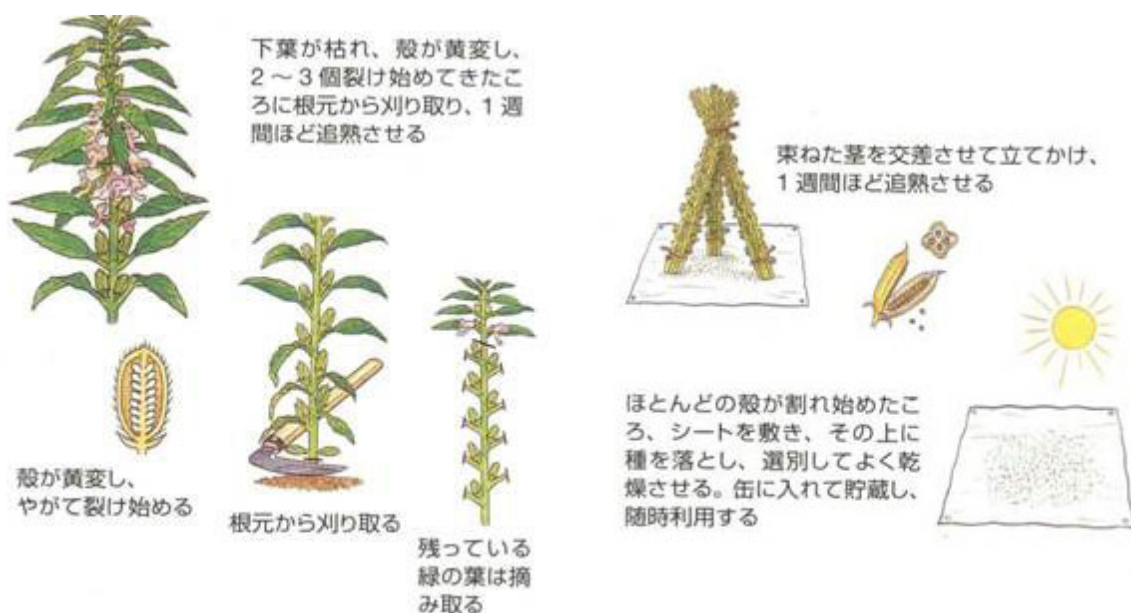 下葉が枯れ、殻が黄変し、
2〜3個裂け始めてきたこ
ろに根元から刈り取り、1週
間ほど追熟させる
殻が黄変し、
やがて裂け始める
根元から刈り取る
残っている
緑の葉は摘
み取る
束ねた茎を交差させて立てかけ、
1週間ほど追熟させる
ほとんどの殻が割れ始めたこ
ろ、シートを敷き、その上に
種を落とし、選別してよく乾
燥させる。缶に入れて貯蔵し、
随時利用する